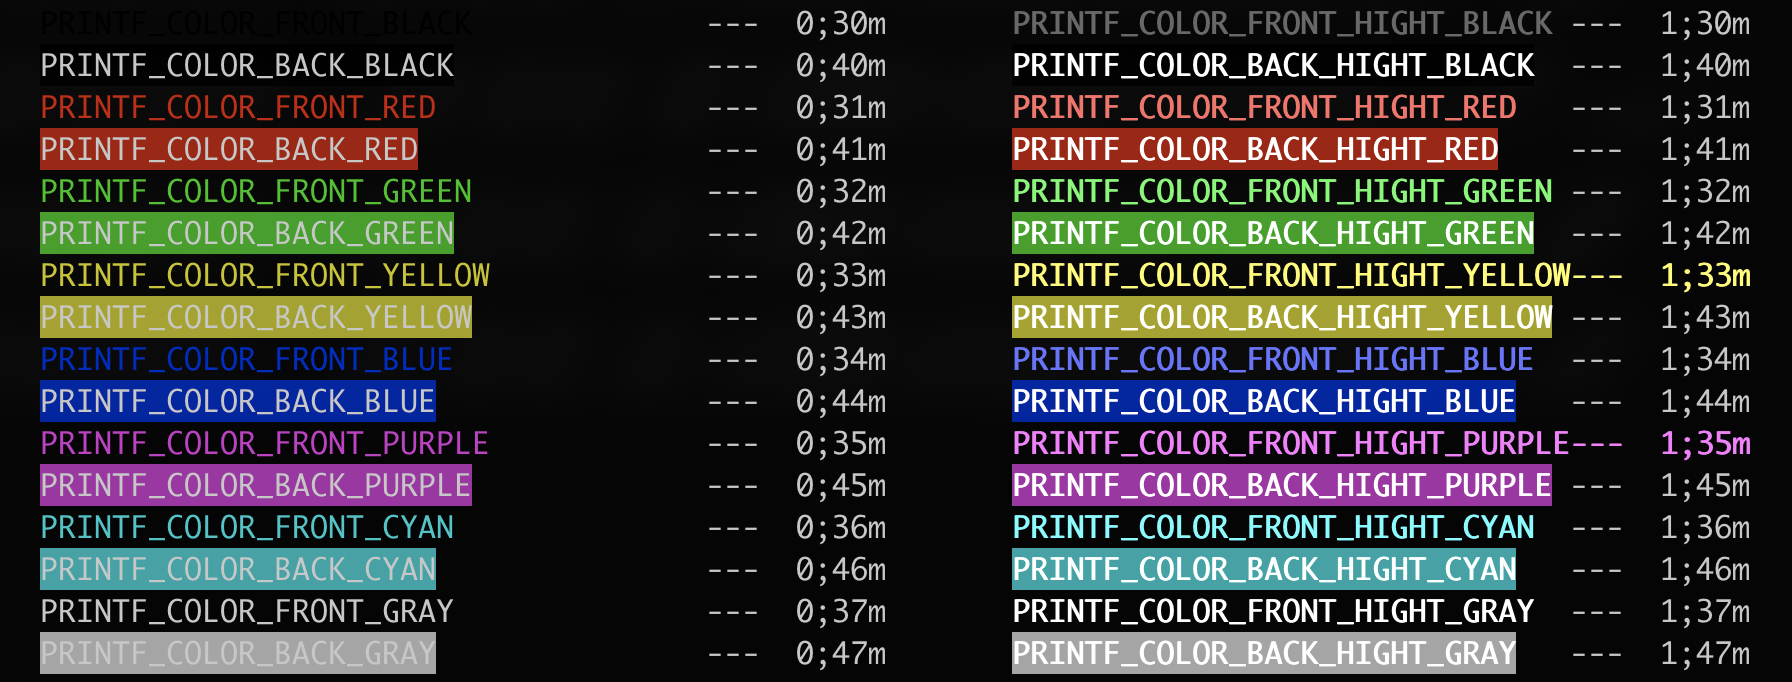 PRINTF_COLOR_FRONT_BLACK --- 0;30m PRINTF_COLOR_FRONT_HIGHT_BLACK --- 1;30m
PRINTF_COLOR_BACK_BLACK --- 0;40m PRINTF_COLOR_BACK_HIGHT_BLACK --- 1;40m
PRINTF_COLOR_FRONT_RED --- 0;31m PRINTF_COLOR_FRONT_HIGHT_RED --- 1;31m
PRINTF_COLOR_BACK_RED --- 0;41m PRINTF_COLOR_BACK_HIGHT_RED --- 1;41m
PRINTF_COLOR_FRONT_GREEN --- 0;32m PRINTF_COLOR_FRONT_HIGHT_GREEN --- 1;32m
PRINTF_COLOR_BACK_GREEN --- 0;42m PRINTF_COLOR_BACK_HIGHT_GREEN --- 1;42m
PRINTF_COLOR_FRONT_YELLOW --- 0;33m PRINTF_COLOR_FRONT_HIGHT_YELLOW--- 1;33m
PRINTF_COLOR_BACK_YELLOW --- 0;43m PRINTF_COLOR_BACK_HIGHT_YELLOW --- 1;43m
PRINTF_COLOR_FRONT_BLUE --- 0;34m PRINTF_COLOR_FRONT_HIGHT_BLUE --- 1;34m
PRINTF_COLOR_BACK_BLUE --- 0;44m PRINTF_COLOR_BACK_HIGHT_BLUE --- 1;44m
PRINTF_COLOR_FRONT_PURPLE --- 0;35m PRINTF_COLOR_FRONT_HIGHT_PURPLE--- 1;35m
PRINTF_COLOR_BACK_PURPLE --- 0;45m PRINTF_COLOR_BACK_HIGHT_PURPLE --- 1;45m
PRINTF_COLOR_FRONT_CYAN --- 0;36m PRINTF_COLOR_FRONT_HIGHT_CYAN --- 1;36m
PRINTF_COLOR_BACK_CYAN --- 0;46m PRINTF_COLOR_BACK_HIGHT_CYAN --- 1;46m
PRINTF_COLOR_FRONT_GRAY --- 0;37m PRINTF_COLOR_FRONT_HIGHT_GRAY --- 1;37m
PRINTF_COLOR_BACK_GRAY --- 0;47m PRINTF_COLOR_BACK_HIGHT_GRAY --- 1;47m